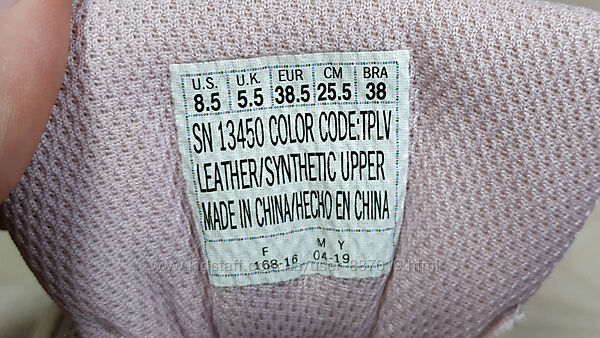 U.S. U.K. EUR CM BRA
8.5 5.5 38.5 25.5 38
SN 13450 COLOR CODE:TPLV
LEATHER/SYNTHETIC UPPER
MADE IN CHINA/HECHO EN CHINA
F M Y
168-16 04-19